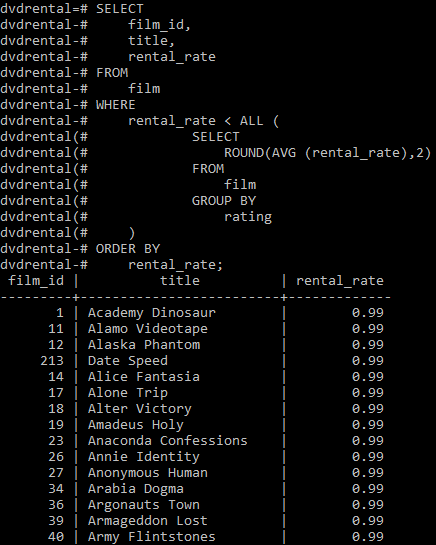 dvdrental=# SELECT
dvdrental-#     film_id,
dvdrental-#     title,
dvdrental-#     rental_rate
dvdrental-# FROM
dvdrental-#     film
dvdrental-# WHERE
dvdrental-#     rental_rate < ALL (
dvdrental(#             SELECT
dvdrental(#                 ROUND(AVG (rental_rate),2)
dvdrental(#             FROM
dvdrental(#                 film
dvdrental(#             GROUP BY
dvdrental(#                 rating
dvdrental(#     )
dvdrental-# ORDER BY
dvdrental-#     rental_rate;
 film_id |          title          | rental_rate
---------+-------------------------+-------------
       1 | Academy Dinosaur        |        0.99
      11 | Alamo Videotape         |        0.99
      12 | Alaska Phantom          |        0.99
     213 | Date Speed              |        0.99
      14 | Alice Fantasia          |        0.99
      17 | Alone Trip              |        0.99
      18 | Alter Victory           |        0.99
      19 | Amadeus Holy            |        0.99
      23 | Anaconda Confessions    |        0.99
      26 | Annie Identity          |        0.99
      27 | Anonymous Human         |        0.99
      34 | Arabia Dogma            |        0.99
      36 | Argonauts Town          |        0.99
      39 | Armageddon Lost         |        0.99
      40 | Army Flintstones        |        0.99